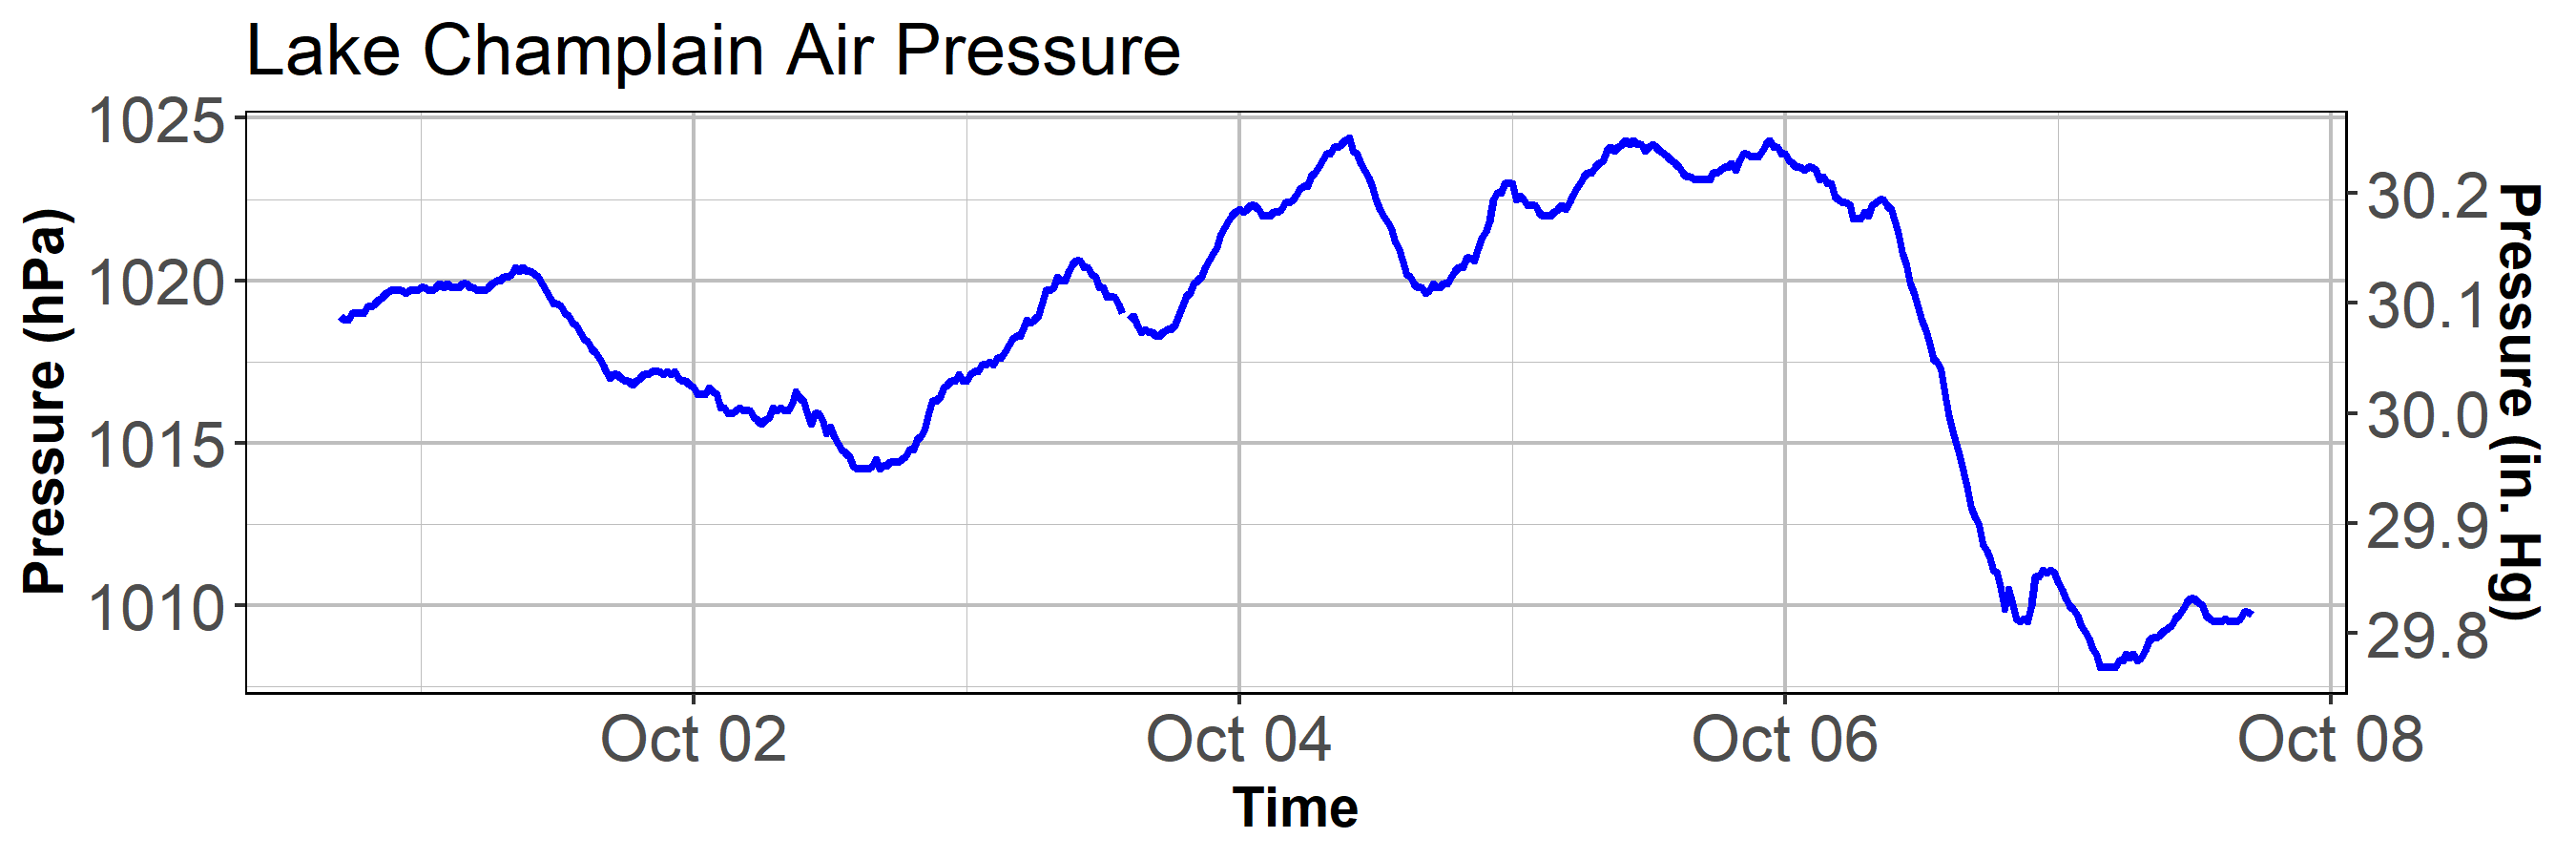 Lake Champlain Air Pressure
Pressure (hPa)
1025
1020
1015
1010
30.2
30.1
30.0
29.9
29.8
Pressure (in. Hg)
Oct 02
Oct 04
Oct 06
Oct 08
Time